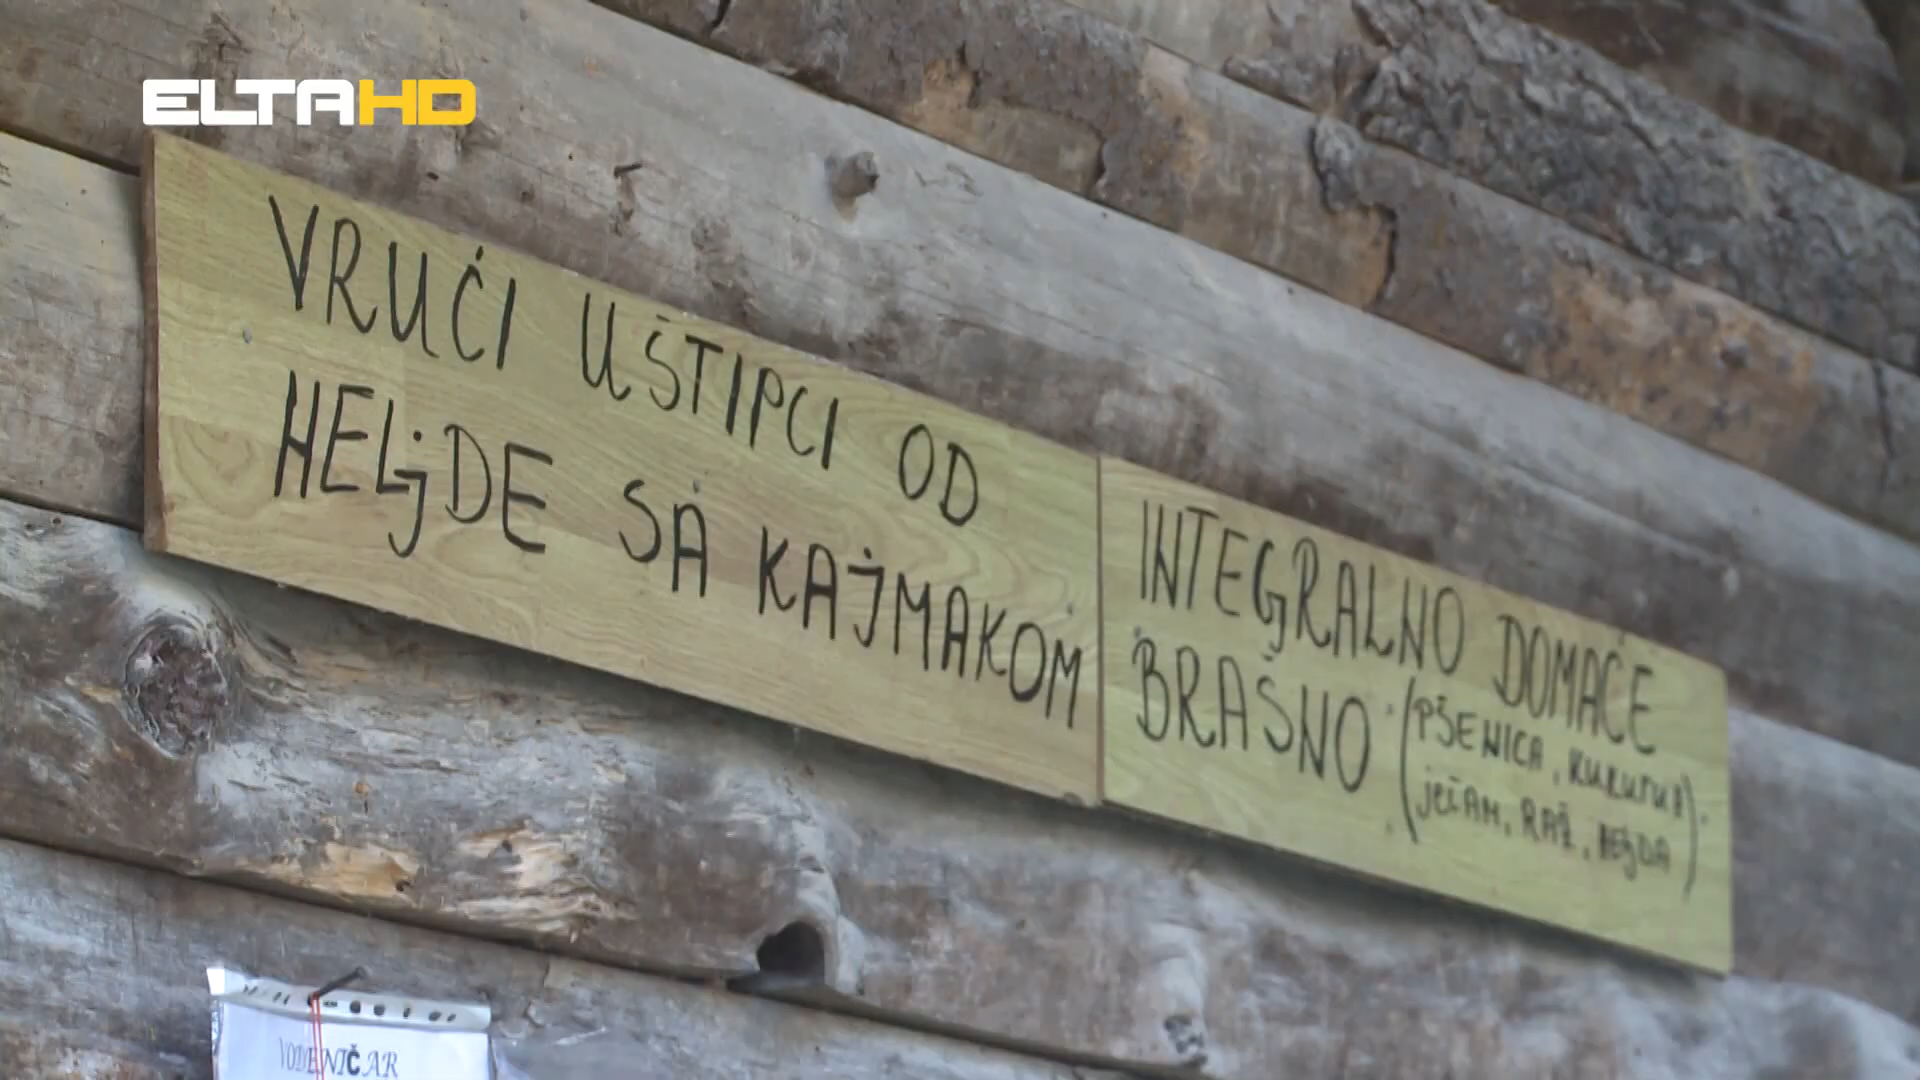 ELTAHD
VRUĆI UŠTIPCI OD
HELjDE SA KAJMAKOM
INTEGRALNO DOMAĆE
BRAŠNO (PŠENICA, KUKURUZ,
JEČAM, RAŽ, HELJDA)
VODENIČAR